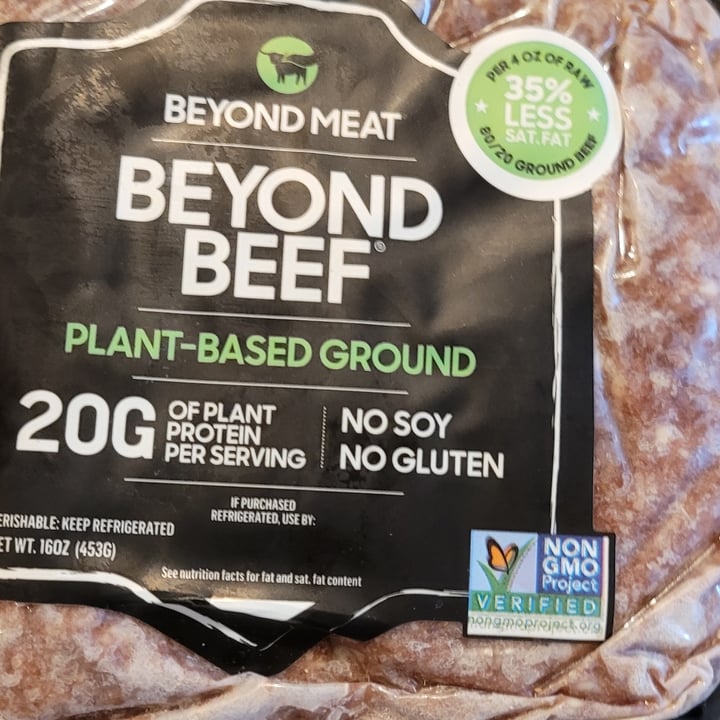 BEYOND MEAT
BEYOND
BEEF®
PLANT-BASED GROUND
20G
OF PLANT
PROTEIN
PER SERVING
NO SOY
NO GLUTEN
IF PURCHASED
REFRIGERATED, USE BY:
ERISHABLE: KEEP REFRIGERATED
ET WT. 16OZ (453G)
See nutrition facts for fat and sat. fat content
PER 4 OZ OF RAW
35%
LESS
SAT. FAT
80/20 GROUND BEEF
NON
GMO
Project
VERIFIED
nongmoproject.org